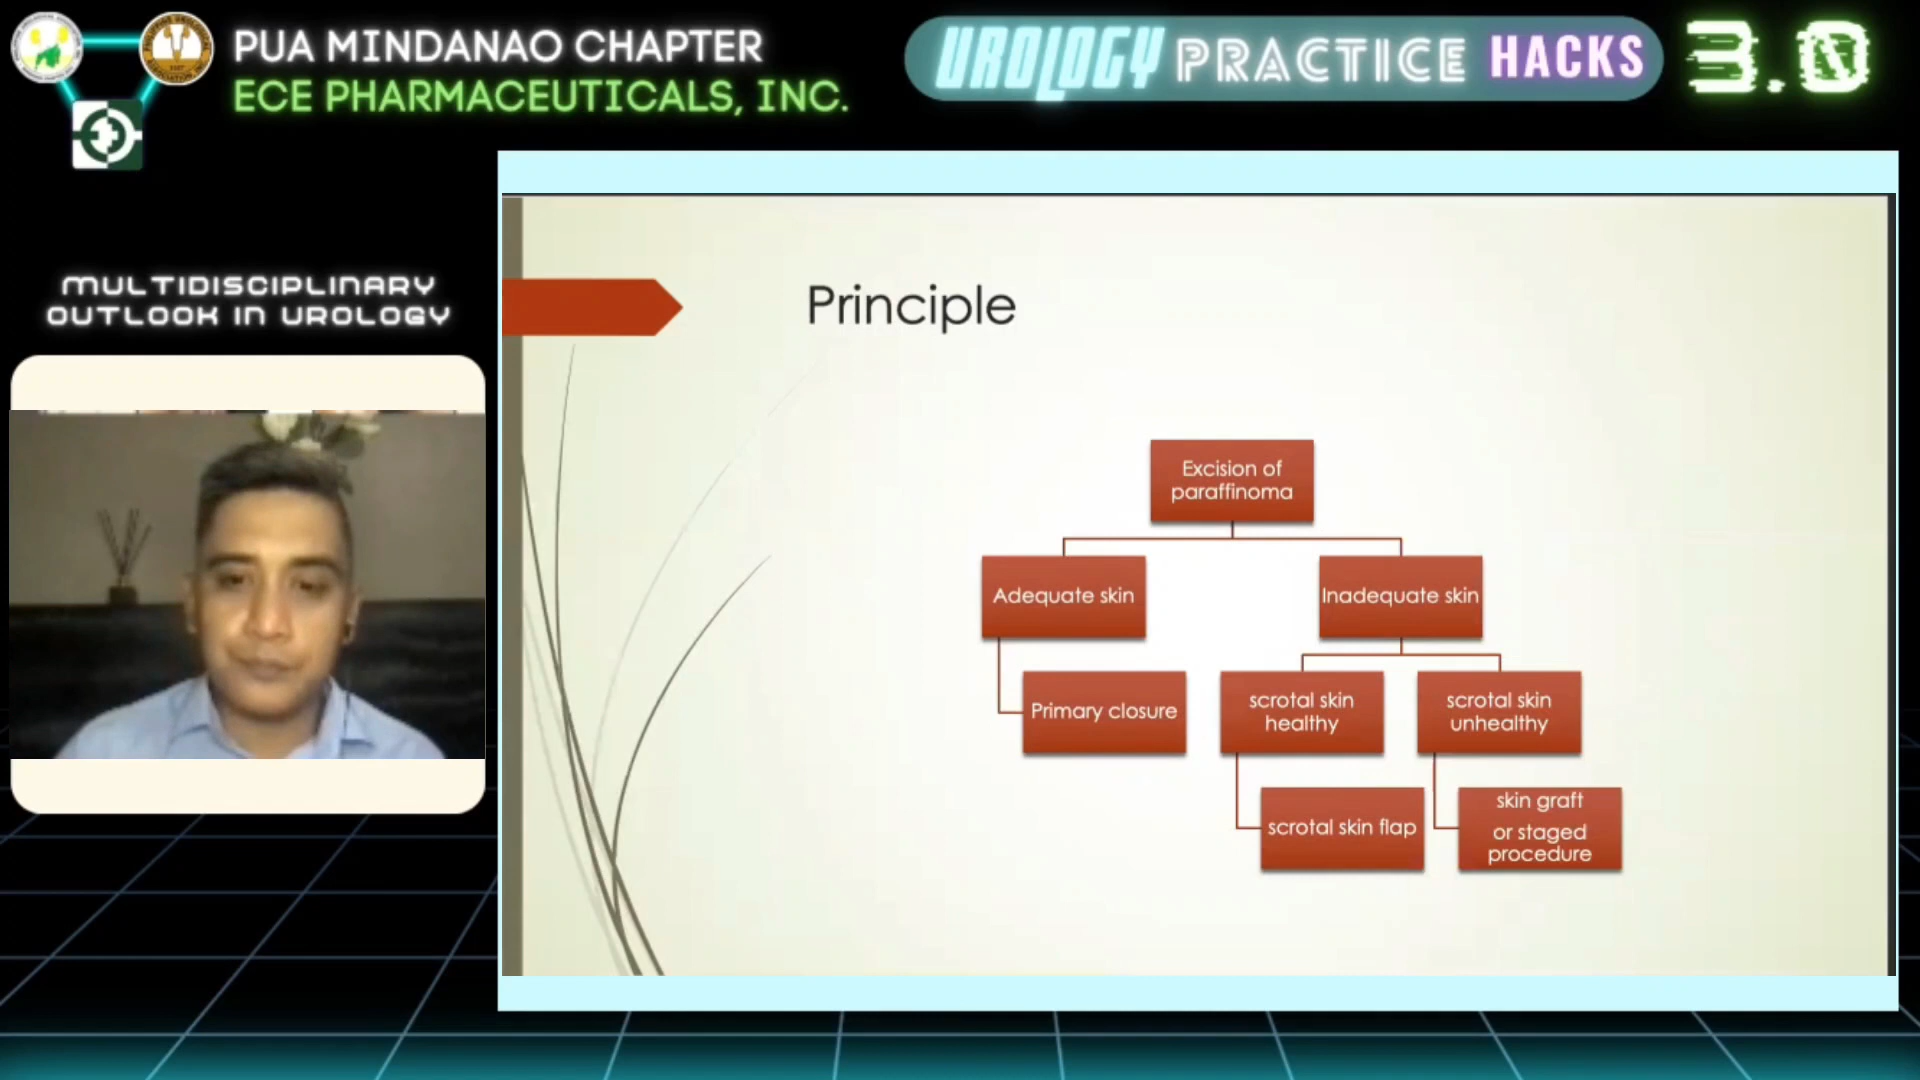 PUA MINDANAO CHAPTER
ECE PHARMACEUTICALS, INC.
UROLOGY PRACTICE HACKS 3.0
MULTIDISCIPLINARY
OUTLOOK IN UROLOGY
Principle
Excision of
paraffinoma
Adequate skin
Inadequate skin
Primary closure
scrotal skin
healthy
scrotal skin
unhealthy
scrotal skin flap
skin graft
or staged
procedure